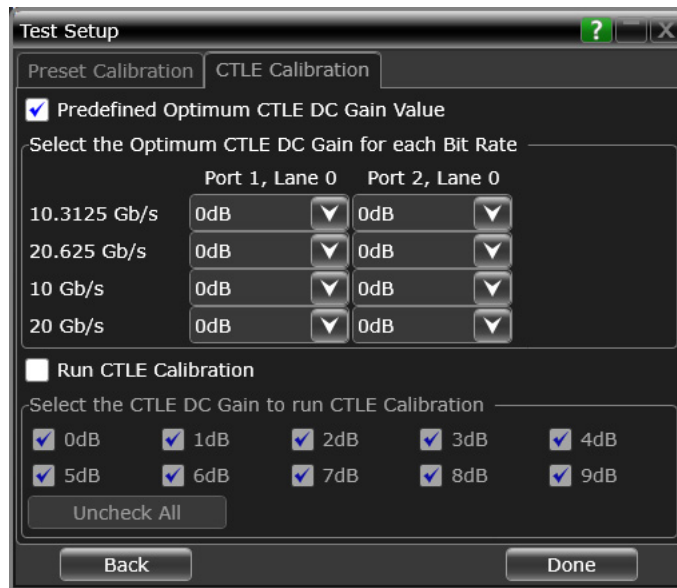 Test Setup
?
X
Preset Calibration CTLE Calibration
Predefined Optimum CTLE DC Gain Value
Select the Optimum CTLE DC Gain for each Bit Rate
Port 1, Lane 0 Port 2, Lane 0
10.3125 Gb/s 0dB 0dB
20.625 Gb/s 0dB 0dB
10 Gb/s 0dB 0dB
20 Gb/s 0dB 0dB
Run CTLE Calibration
Select the CTLE DC Gain to run CTLE Calibration
0dB 1dB 2dB 3dB 4dB
5dB 6dB 7dB 8dB 9dB
Uncheck All
Back Done